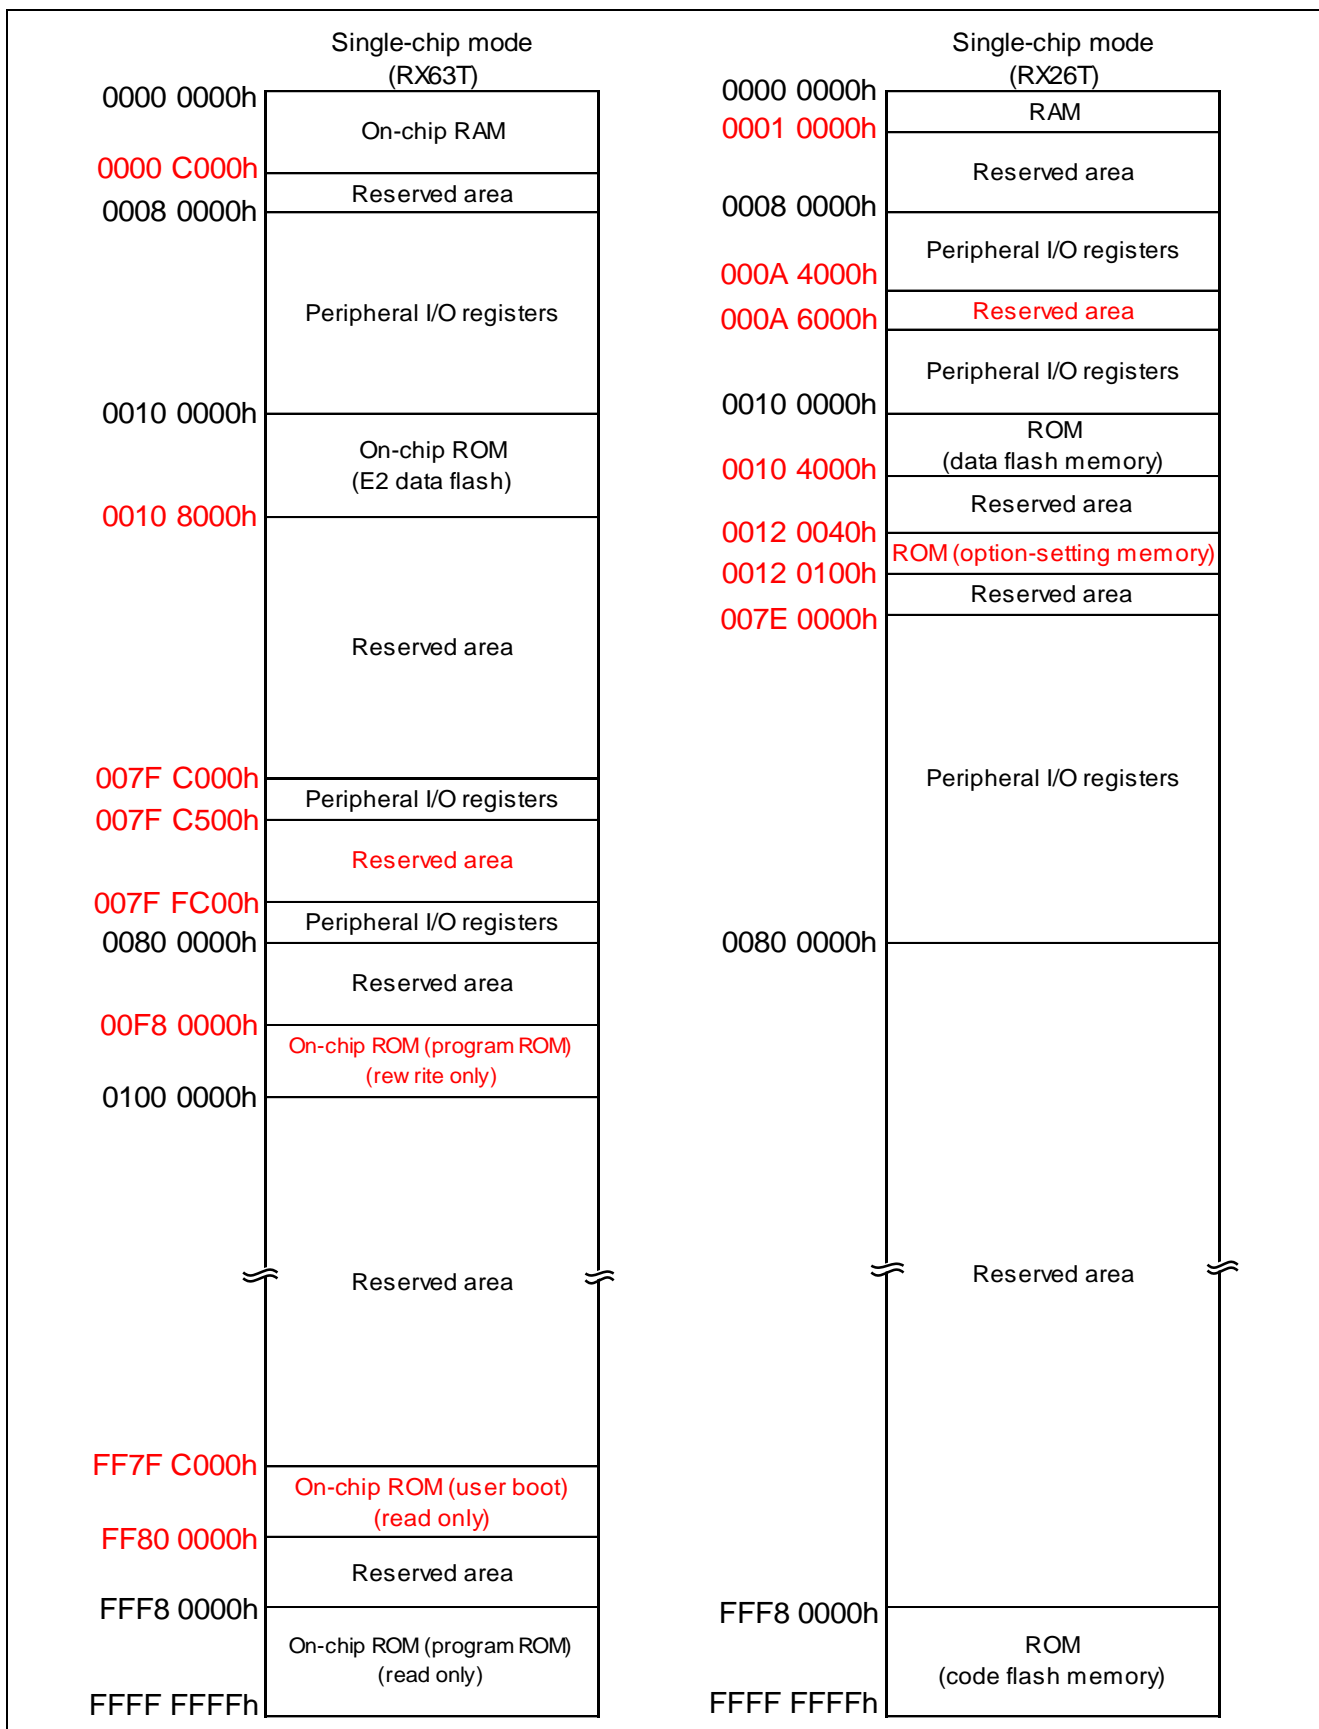 Single-chip mode
(RX63T)
0000 0000h
On-chip RAM
0000 C000h
Reserved area
0008 0000h
Peripheral I/O registers
0010 0000h
On-chip ROM
(E2 data flash)
0010 8000h
Reserved area
007F C000h
Peripheral I/O registers
007F C500h
Reserved area
007F FC00h
Peripheral I/O registers
0080 0000h
Reserved area
00F8 0000h
On-chip ROM (program ROM)
(rew rite only)
0100 0000h
Reserved area
FF7F C000h
On-chip ROM (user boot)
(read only)
FF80 0000h
Reserved area
FFF8 0000h
On-chip ROM (program ROM)
(read only)
FFFF FFFFh
Single-chip mode
(RX26T)
0000 0000h
RAM
0001 0000h
Reserved area
0008 0000h
Peripheral I/O registers
000A 4000h
Reserved area
000A 6000h
Peripheral I/O registers
0010 0000h
ROM
(data flash memory)
0010 4000h
Reserved area
0012 0040h
ROM (option-setting memory)
0012 0100h
Reserved area
007E 0000h
Peripheral I/O registers
0080 0000h
Reserved area
FFF8 0000h
ROM
(code flash memory)
FFFF FFFFh